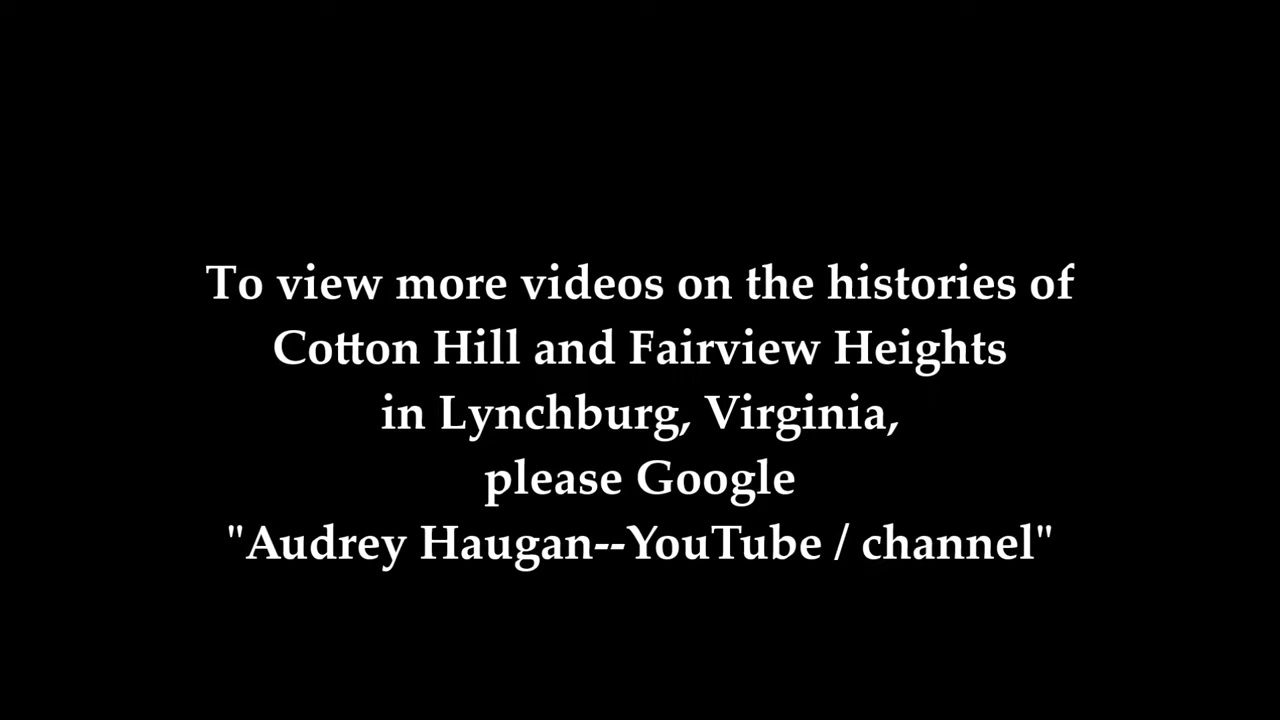 To view more videos on the histories of
Cotton Hill and Fairview Heights
in Lynchburg, Virginia,
please Google
"Audrey Haugan--YouTube / channel"